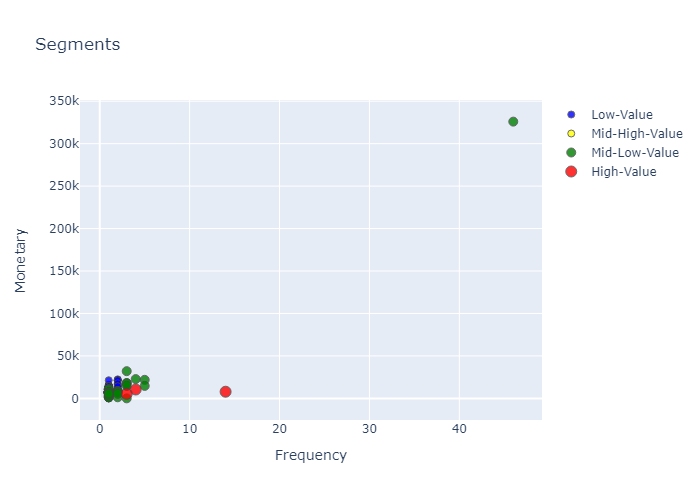 Segments
350k
300k
250k
200k
150k
100k
50k
0
Monetary
0 10 20 30 40
Frequency
Low-Value
Mid-High-Value
Mid-Low-Value
High-Value